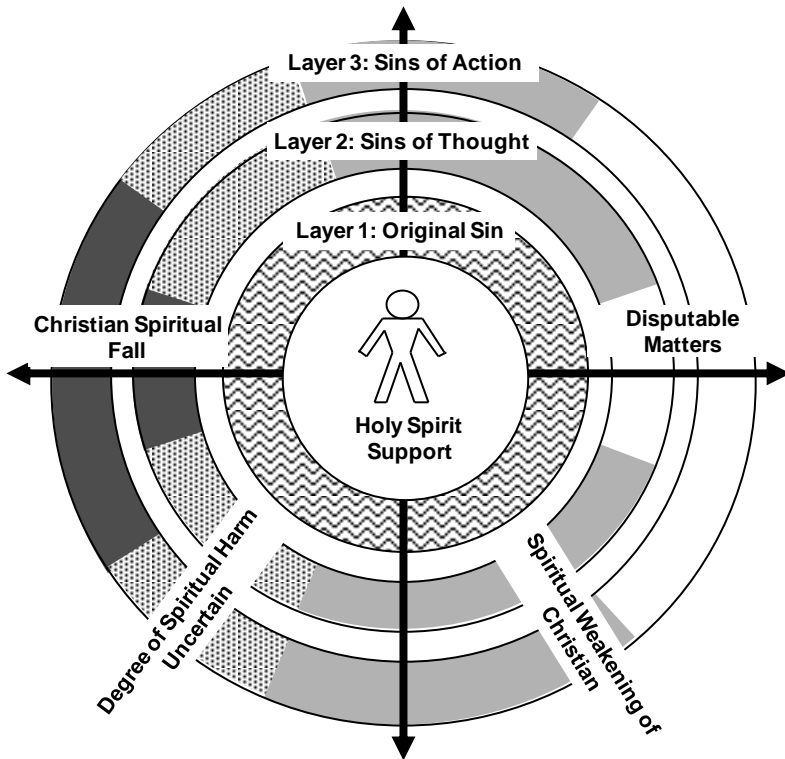 Layer 3: Sins of Action
Layer 2: Sins of Thought
Layer 1: Original Sin
Christian Spiritual
Fall
Disputable
Matters
Holy Spirit
Support
Degree of Spiritual Harm
Uncertain
Spiritual Weakening of
Christian